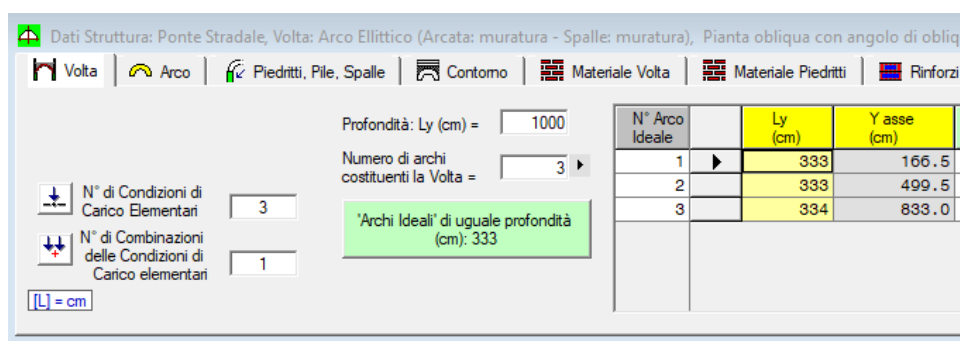 Dati Struttura: Ponte Stradale, Volta: Arco Ellittico (Arcata: muratura - Spalle: muratura), Pianta obliqua con angolo di obliq
Volta Arco Piedritti, Pile, Spalle Contorno Materiale Volta Materiale Piedritti Rinforzi
Profondità: Ly (cm) = 1000
Numero di archi
costituenti la Volta = 3
'Archi Ideali' di uguale profondità
(cm): 333
N° di Condizioni di
Carico Elementari 3
N° di Combinazioni
delle Condizioni di
Carico elementari 1
[L] = cm
N° Arco Ly Y asse
Ideale (cm) (cm)
1 333 166.5
2 333 499.5
3 334 833.0